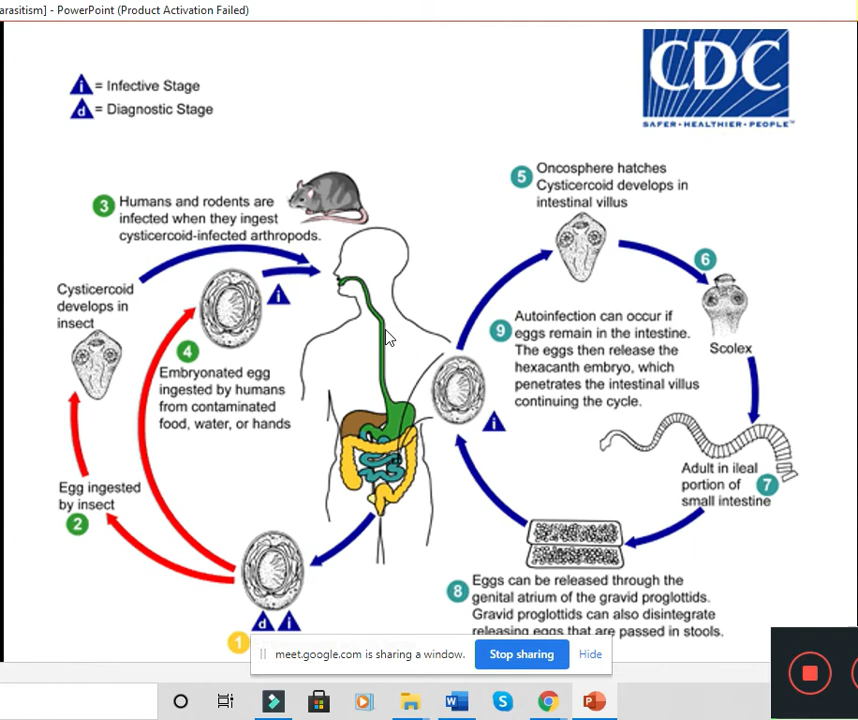 arasitism] - PowerPoint (Product Activation Failed)
CDC
SAFER • HEALTHIER • PEOPLE™
i = Infective Stage
d = Diagnostic Stage
3 Humans and rodents are
infected when they ingest
cysticercoid-infected arthropods.
Cysticercoid
develops in
insect
i
4
Embryonated egg
ingested by humans
from contaminated
food, water, or hands
Egg ingested
by insect
2
d i
1
5 Oncosphere hatches
Cysticercoid develops in
intestinal villus
6
Scolex
9 Autoinfection can occur if
eggs remain in the intestine.
The eggs then release the
hexacanth embryo, which
penetrates the intestinal villus
continuing the cycle.
i
Adult in ileal
portion of 7
small intestine
8 Eggs can be released through the
genital atrium of the gravid proglottids.
Gravid proglottids can also disintegrate
releasing eggs that are passed in stools.
meet.google.com is sharing a window. Stop sharing Hide
W S P